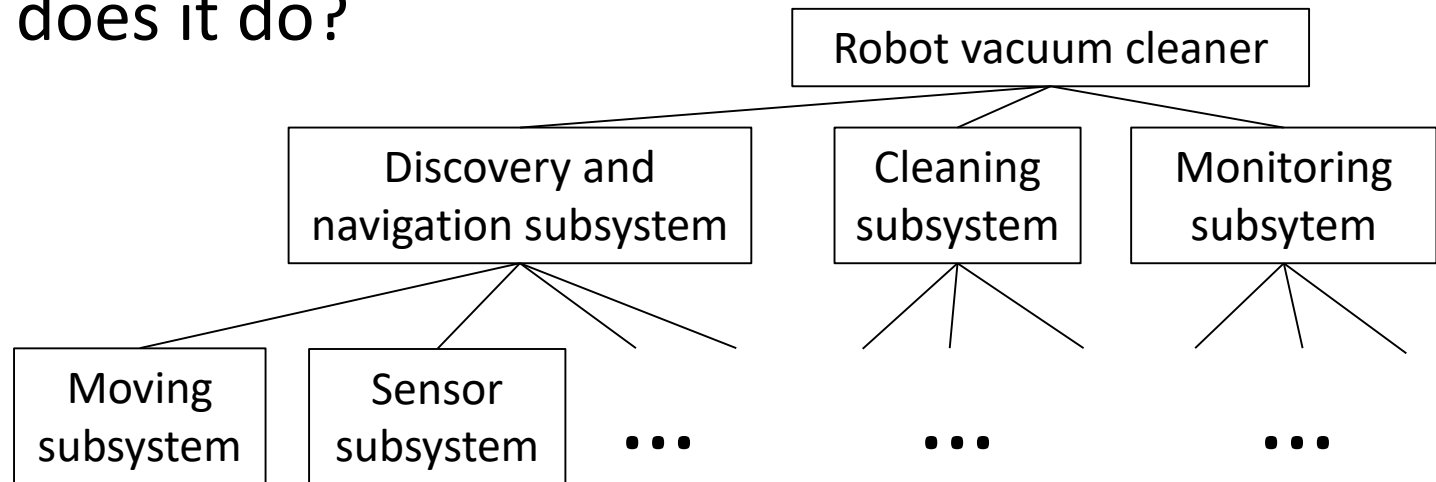 does it do?
Robot vacuum cleaner
Discovery and
navigation subsystem
Cleaning
subsystem
Monitoring
subsytem
Moving
subsystem
Sensor
subsystem
...
...
...